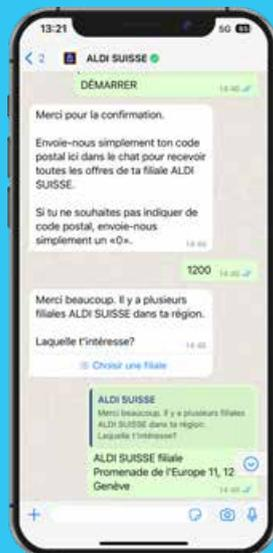 13:21
5G
2
ALDI SUISSE
DÉMARRER
14:46
Merci pour la confirmation.
Envoie-nous simplement ton code
postal ici dans le chat pour recevoir
toutes les offres de ta filiale ALDI
SUISSE.
Si tu ne souhaites pas indiquer de
code postal, envoie-nous
simplement un «0».
14:46
1200
14:46
Merci beaucoup. Il y a plusieurs
filiales ALDI SUISSE dans ta région.
Laquelle t'intéresse?
14:46
Choisir une filiale
ALDI SUISSE
Merci beaucoup. Il y a plusieurs filiales
ALDI SUISSE dans ta région.
Laquelle t'intéresse?
ALDI SUISSE filiale
Promenade de l'Europe 11, 12
Genève
14:46